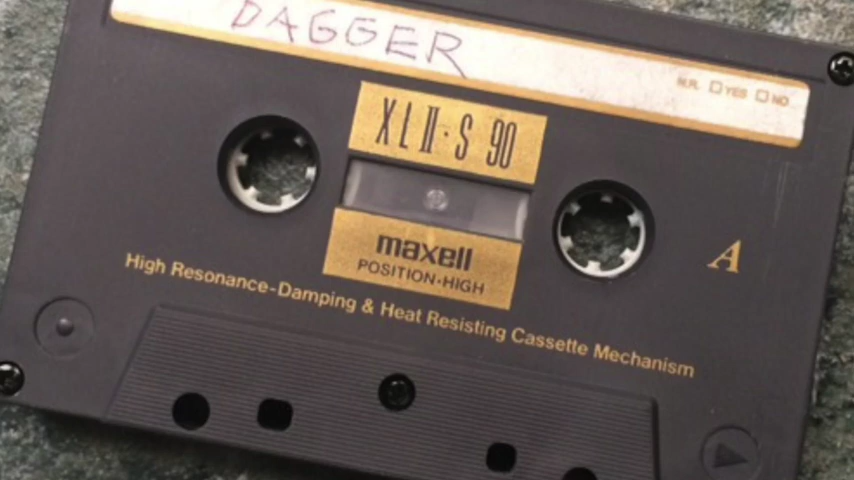 DAGGER
N.R. □ YES □ NO
XLII·S 90
maxell
POSITION·HIGH
A
High Resonance-Damping & Heat Resisting Cassette Mechanism